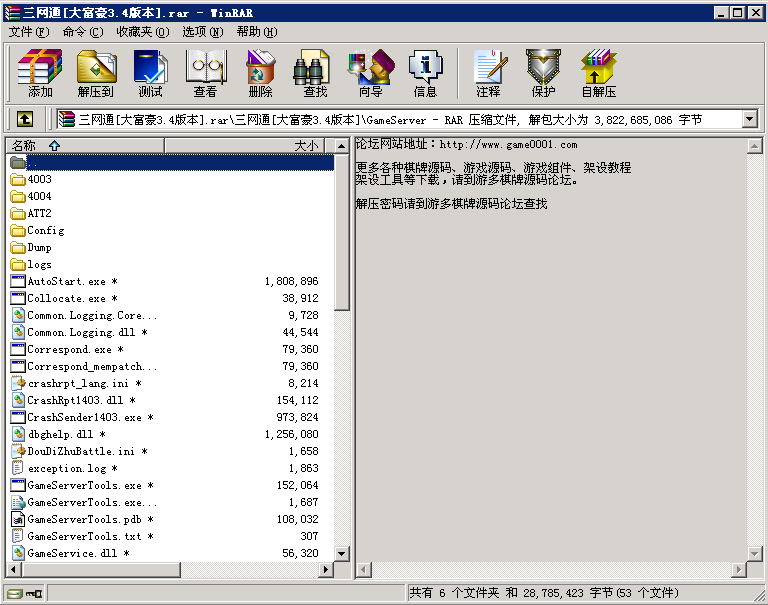 三网通[大富豪3.4版本].rar - WinRAR
文件(F) 命令(C) 收藏夹(O) 选项(N) 帮助(H)
添加 解压到 测试 查看 删除 查找 向导 信息 注释 保护 自解压
三网通[大富豪3.4版本].rar\三网通[大富豪3.4版本]\GameServer - RAR 压缩文件, 解包大小为 3,822,685,086 字节
名称 大小
..
4003
4004
ATT2
Config
Dump
logs
AutoStart.exe * 1,808,896
Collocate.exe * 38,912
Common.Logging.Core... 9,728
Common.Logging.dll * 44,544
Correspond.exe * 79,360
Correspond_mempatch... 79,360
crashrpt_lang.ini * 8,214
CrashRpt1403.dll * 154,112
CrashSender1403.exe * 973,824
dbghelp.dll * 1,256,080
DouDiZhuBattle.ini * 1,658
exception.log * 1,863
GameServerTools.exe * 152,064
GameServerTools.exe... 1,687
GameServerTools.pdb * 108,032
GameServerTools.txt * 307
GameService.dll * 56,320
论坛网站地址：http://www.game0001.com
更多各种棋牌源码、游戏源码、游戏组件、架设教程
架设工具等下载，请到游多棋牌源码论坛。
解压密码请到游多棋牌源码论坛查找
共有 6 个文件夹 和 28,785,423 字节(53 个文件)